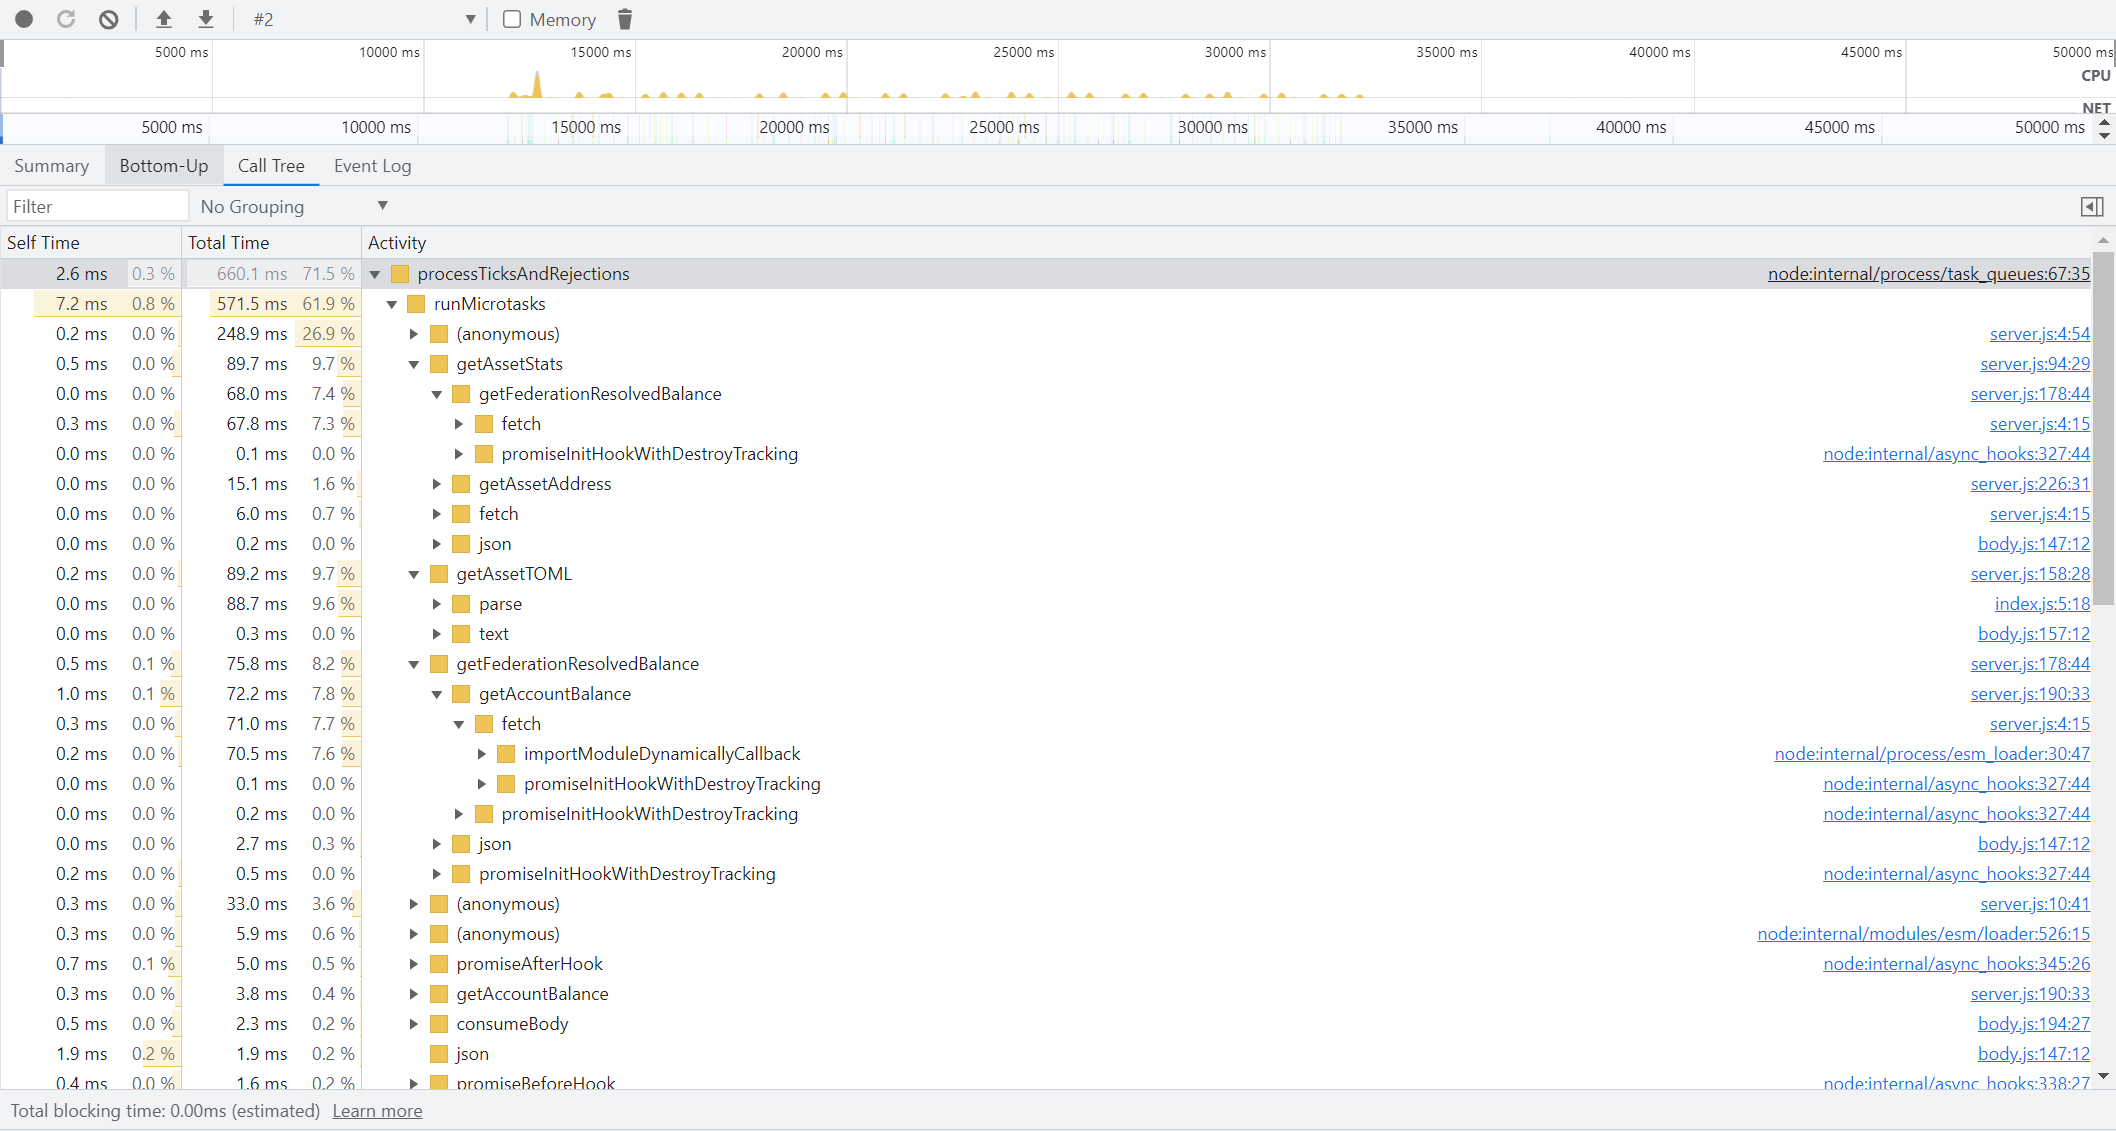 #2 Memory
5000 ms 10000 ms 15000 ms 20000 ms 25000 ms 30000 ms 35000 ms 40000 ms 45000 ms 50000 ms
CPU
NET
5000 ms 10000 ms 15000 ms 20000 ms 25000 ms 30000 ms 35000 ms 40000 ms 45000 ms 50000 ms
Summary Bottom-Up Call Tree Event Log
Filter No Grouping
Self Time Total Time Activity
2.6 ms 0.3 % 660.1 ms 71.5 % processTicksAndRejections node:internal/process/task_queues:67:35
7.2 ms 0.8 % 571.5 ms 61.9 % runMicrotasks
0.2 ms 0.0 % 248.9 ms 26.9 % (anonymous) server.js:4:54
0.5 ms 0.0 % 89.7 ms 9.7 % getAssetStats server.js:94:29
0.0 ms 0.0 % 68.0 ms 7.4 % getFederationResolvedBalance server.js:178:44
0.3 ms 0.0 % 67.8 ms 7.3 % fetch server.js:4:15
0.0 ms 0.0 % 0.1 ms 0.0 % promiseInitHookWithDestroyTracking node:internal/async_hooks:327:44
0.0 ms 0.0 % 15.1 ms 1.6 % getAssetAddress server.js:226:31
0.0 ms 0.0 % 6.0 ms 0.7 % fetch server.js:4:15
0.0 ms 0.0 % 0.2 ms 0.0 % json body.js:147:12
0.2 ms 0.0 % 89.2 ms 9.7 % getAssetTOML server.js:158:28
0.0 ms 0.0 % 88.7 ms 9.6 % parse index.js:5:18
0.0 ms 0.0 % 0.3 ms 0.0 % text body.js:157:12
0.5 ms 0.1 % 75.8 ms 8.2 % getFederationResolvedBalance server.js:178:44
1.0 ms 0.1 % 72.2 ms 7.8 % getAccountBalance server.js:190:33
0.3 ms 0.0 % 71.0 ms 7.7 % fetch server.js:4:15
0.2 ms 0.0 % 70.5 ms 7.6 % importModuleDynamicallyCallback node:internal/process/esm_loader:30:47
0.0 ms 0.0 % 0.1 ms 0.0 % promiseInitHookWithDestroyTracking node:internal/async_hooks:327:44
0.0 ms 0.0 % 0.2 ms 0.0 % promiseInitHookWithDestroyTracking node:internal/async_hooks:327:44
0.0 ms 0.0 % 2.7 ms 0.3 % json body.js:147:12
0.2 ms 0.0 % 0.5 ms 0.0 % promiseInitHookWithDestroyTracking node:internal/async_hooks:327:44
0.3 ms 0.0 % 33.0 ms 3.6 % (anonymous) server.js:10:41
0.3 ms 0.0 % 5.9 ms 0.6 % (anonymous) node:internal/modules/esm/loader:526:15
0.7 ms 0.1 % 5.0 ms 0.5 % promiseAfterHook node:internal/async_hooks:345:26
0.3 ms 0.0 % 3.8 ms 0.4 % getAccountBalance server.js:190:33
0.5 ms 0.0 % 2.3 ms 0.2 % consumeBody body.js:194:27
1.9 ms 0.2 % 1.9 ms 0.2 % json body.js:147:12
0.4 ms 0.0 % 1.6 ms 0.2 % promiseBeforeHook node:internal/async_hooks:338:27
Total blocking time: 0.00ms (estimated) Learn more